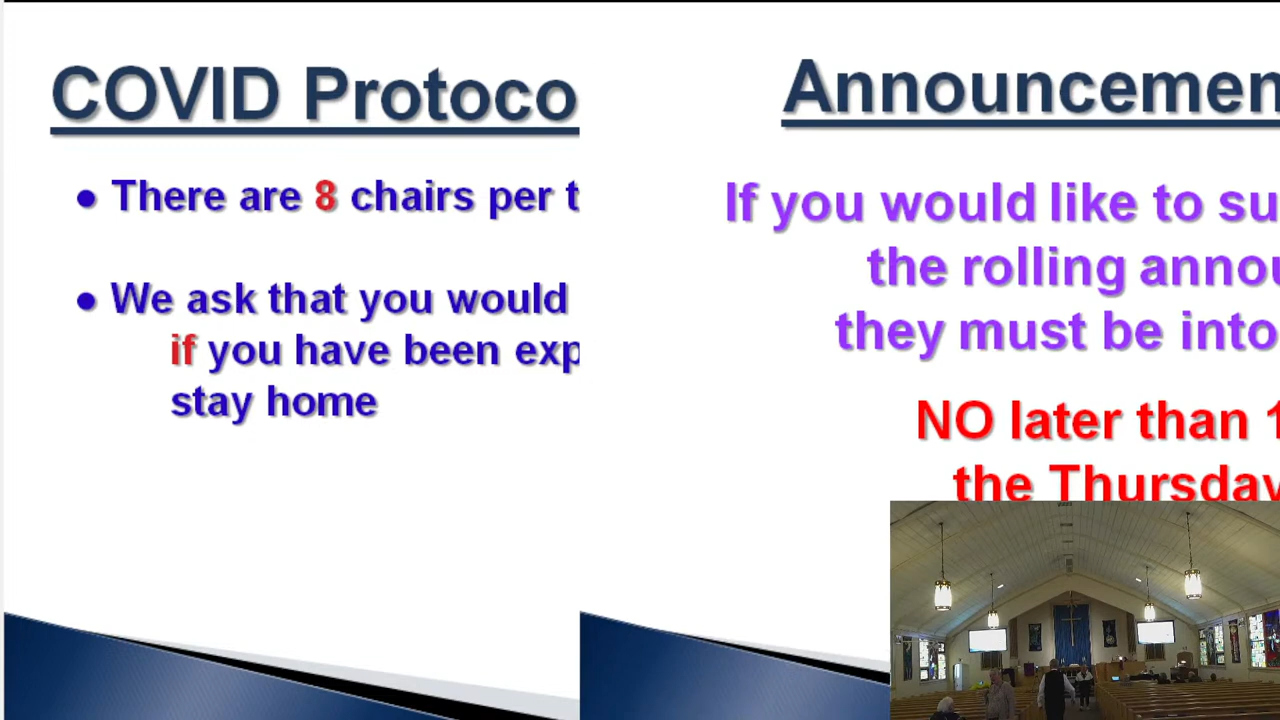 COVID Protoco
• There are 8 chairs per t
• We ask that you would
if you have been exp
stay home
Announcemen
If you would like to su
the rolling annou
they must be into
NO later than 1
the Thursday